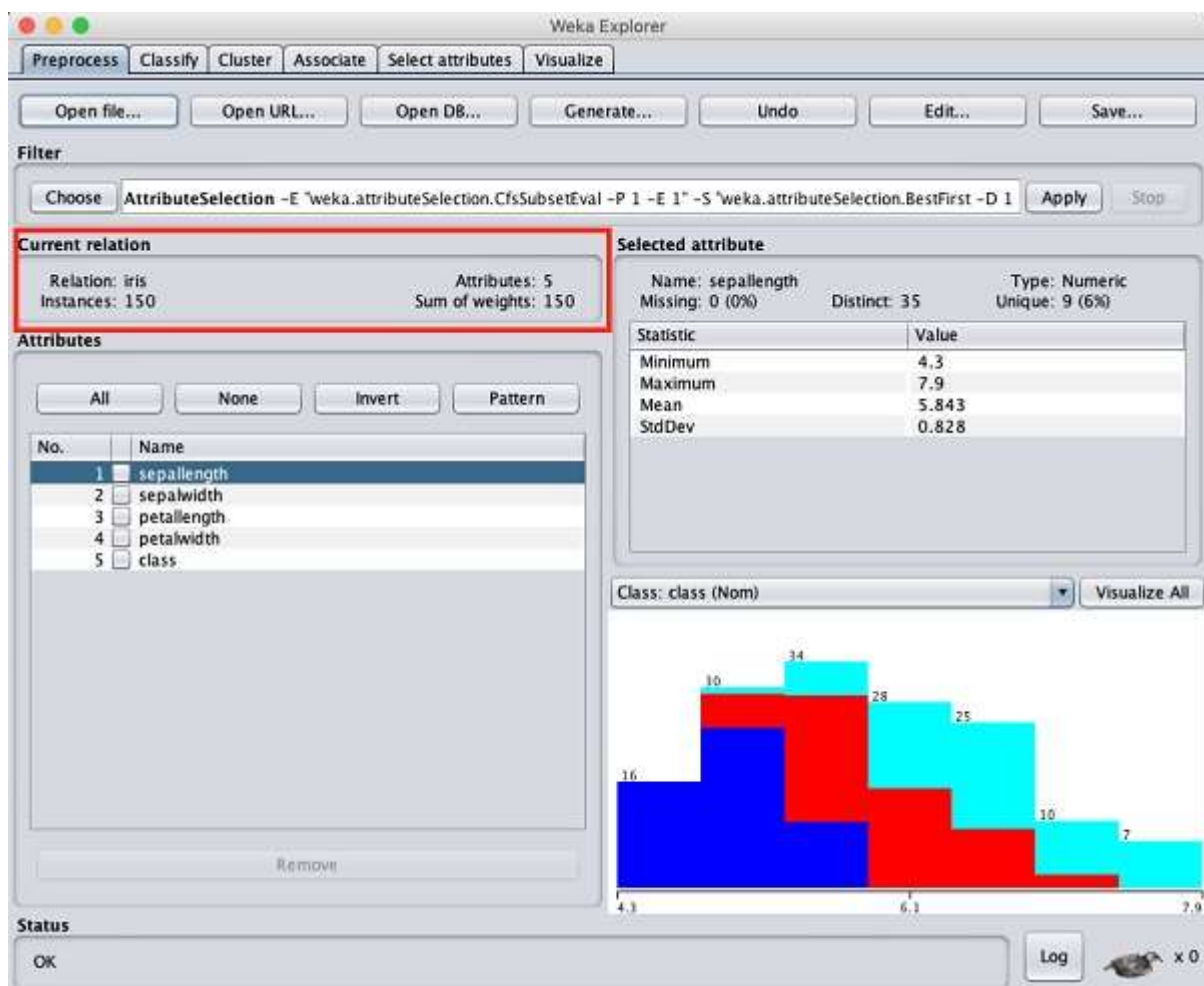 Weka Explorer
Preprocess Classify Cluster Associate Select attributes Visualize
Open file... Open URL... Open DB... Generate... Undo Edit... Save...
Filter
Choose AttributeSelection -E "weka.attributeSelection.CfsSubsetEval -P 1 -E 1" -S "weka.attributeSelection.BestFirst -D 1 Apply Stop
Current relation
Relation: iris Attributes: 5
Instances: 150 Sum of weights: 150
Attributes
All None Invert Pattern
No. Name
1 sepallength
2 sepalwidth
3 petallength
4 petalwidth
5 class
Remove
Selected attribute
Name: sepallength Type: Numeric
Missing: 0 (0%) Distinct: 35 Unique: 9 (6%)
Statistic Value
Minimum 4.3
Maximum 7.9
Mean 5.843
StdDev 0.828
Class: class (Nom) Visualize All
34
28
25
16
10
7
4.3 6.1 7.9
Status
OK
Log x 0